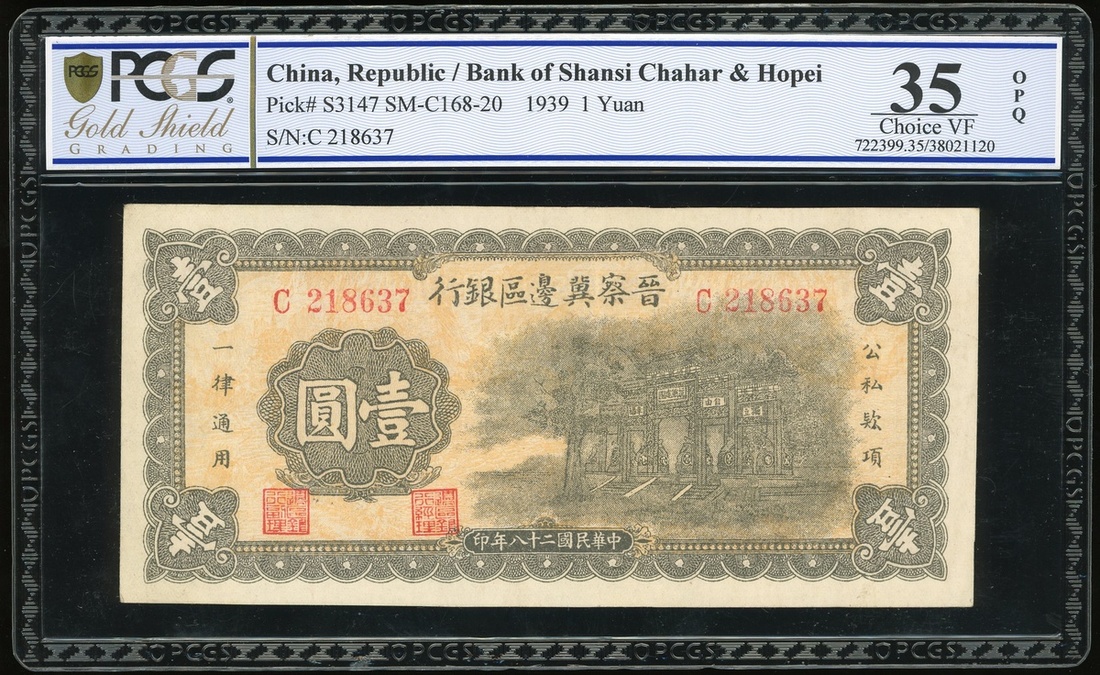 PCGS
PCGS
Gold Shield
GRADING
China, Republic / Bank of Shansi Chahar & Hopei
Pick# S3147 SM-C168-20 1939 1 Yuan
S/N:C 218637
35
Choice VF
722399.35/38021120
OPQ
壹
壹
行銀區邊冀察晉
C 218637
C 218637
一律通用
圓壹
公私款項
壹
壹
印年八十二國民華中